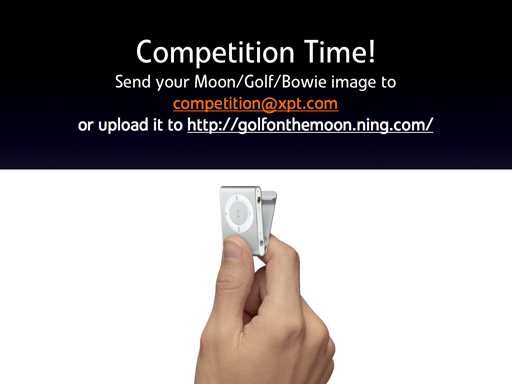 Competition Time!
Send your Moon/Golf/Bowie image to
competition@xpt.com
or upload it to http://golfonthemoon.ning.com/